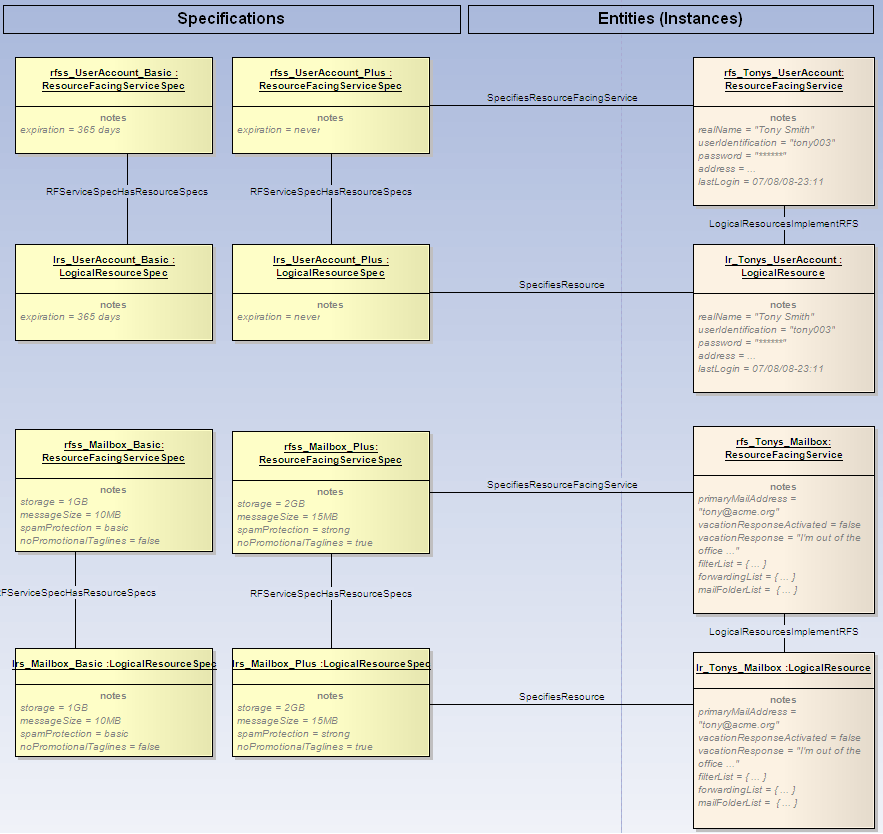 Specifications
Entities (Instances)
rfss_UserAccount_Basic :
ResourceFacingServiceSpec
notes
expiration = 365 days
rfss_UserAccount_Plus :
ResourceFacingServiceSpec
notes
expiration = never
SpecifiesResourceFacingService
rfs_Tonys_UserAccount:
ResourceFacingService
notes
realName = "Tony Smith"
userIdentification = "tony003"
password = "******"
address = ...
lastLogin = 07/08/08-23:11
RFServiceSpecHasResourceSpecs
RFServiceSpecHasResourceSpecs
LogicalResourcesImplementRFS
lrs_UserAccount_Basic :
LogicalResourceSpec
notes
expiration = 365 days
lrs_UserAccount_Plus :
LogicalResourceSpec
notes
expiration = never
SpecifiesResource
lr_Tonys_UserAccount :
LogicalResource
notes
realName = "Tony Smith"
userIdentification = "tony003"
password = "******"
address = ...
lastLogin = 07/08/08-23:11
rfss_Mailbox_Basic:
ResourceFacingServiceSpec
notes
storage = 1GB
messageSize = 10MB
spamProtection = basic
noPromotionalTaglines = false
rfss_Mailbox_Plus:
ResourceFacingServiceSpec
notes
storage = 2GB
messageSize = 15MB
spamProtection = strong
noPromotionalTaglines = true
SpecifiesResourceFacingService
rfs_Tonys_Mailbox:
ResourceFacingService
notes
primaryMailAddress =
"tony@acme.org"
vacationResponseActivated = false
vacationResponse = "I'm out of the
office ..."
filterList = { ... }
forwardingList = { ... }
mailFolderList =  { ... }
RFServiceSpecHasResourceSpecs
RFServiceSpecHasResourceSpecs
LogicalResourcesImplementRFS
lrs_Mailbox_Basic :LogicalResourceSpec
notes
storage = 1GB
messageSize = 10MB
spamProtection = basic
noPromotionalTaglines = false
lrs_Mailbox_Plus :LogicalResourceSpec
notes
storage = 2GB
messageSize = 15MB
spamProtection = strong
noPromotionalTaglines = true
SpecifiesResource
lr_Tonys_Mailbox :LogicalResource
notes
primaryMailAddress =
"tony@acme.org"
vacationResponseActivated = false
vacationResponse = "I'm out of the
office ..."
filterList = { ... }
forwardingList = { ... }
mailFolderList =  { ... }